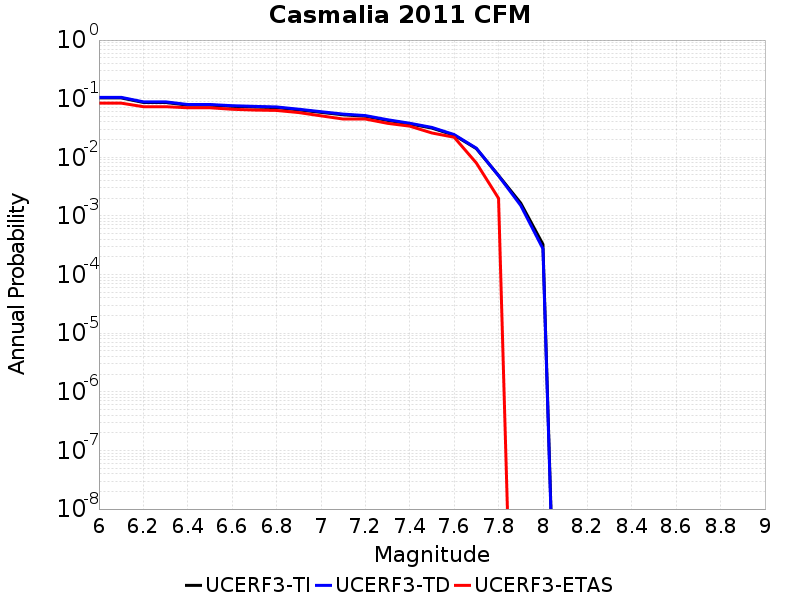 Casmalia 2011 CFM
Annual Probability
10^0
10^-1
10^-2
10^-3
10^-4
10^-5
10^-6
10^-7
10^-8
6 6.2 6.4 6.6 6.8 7 7.2 7.4 7.6 7.8 8 8.2 8.4 8.6 8.8 9
Magnitude
UCERF3-TI UCERF3-TD UCERF3-ETAS